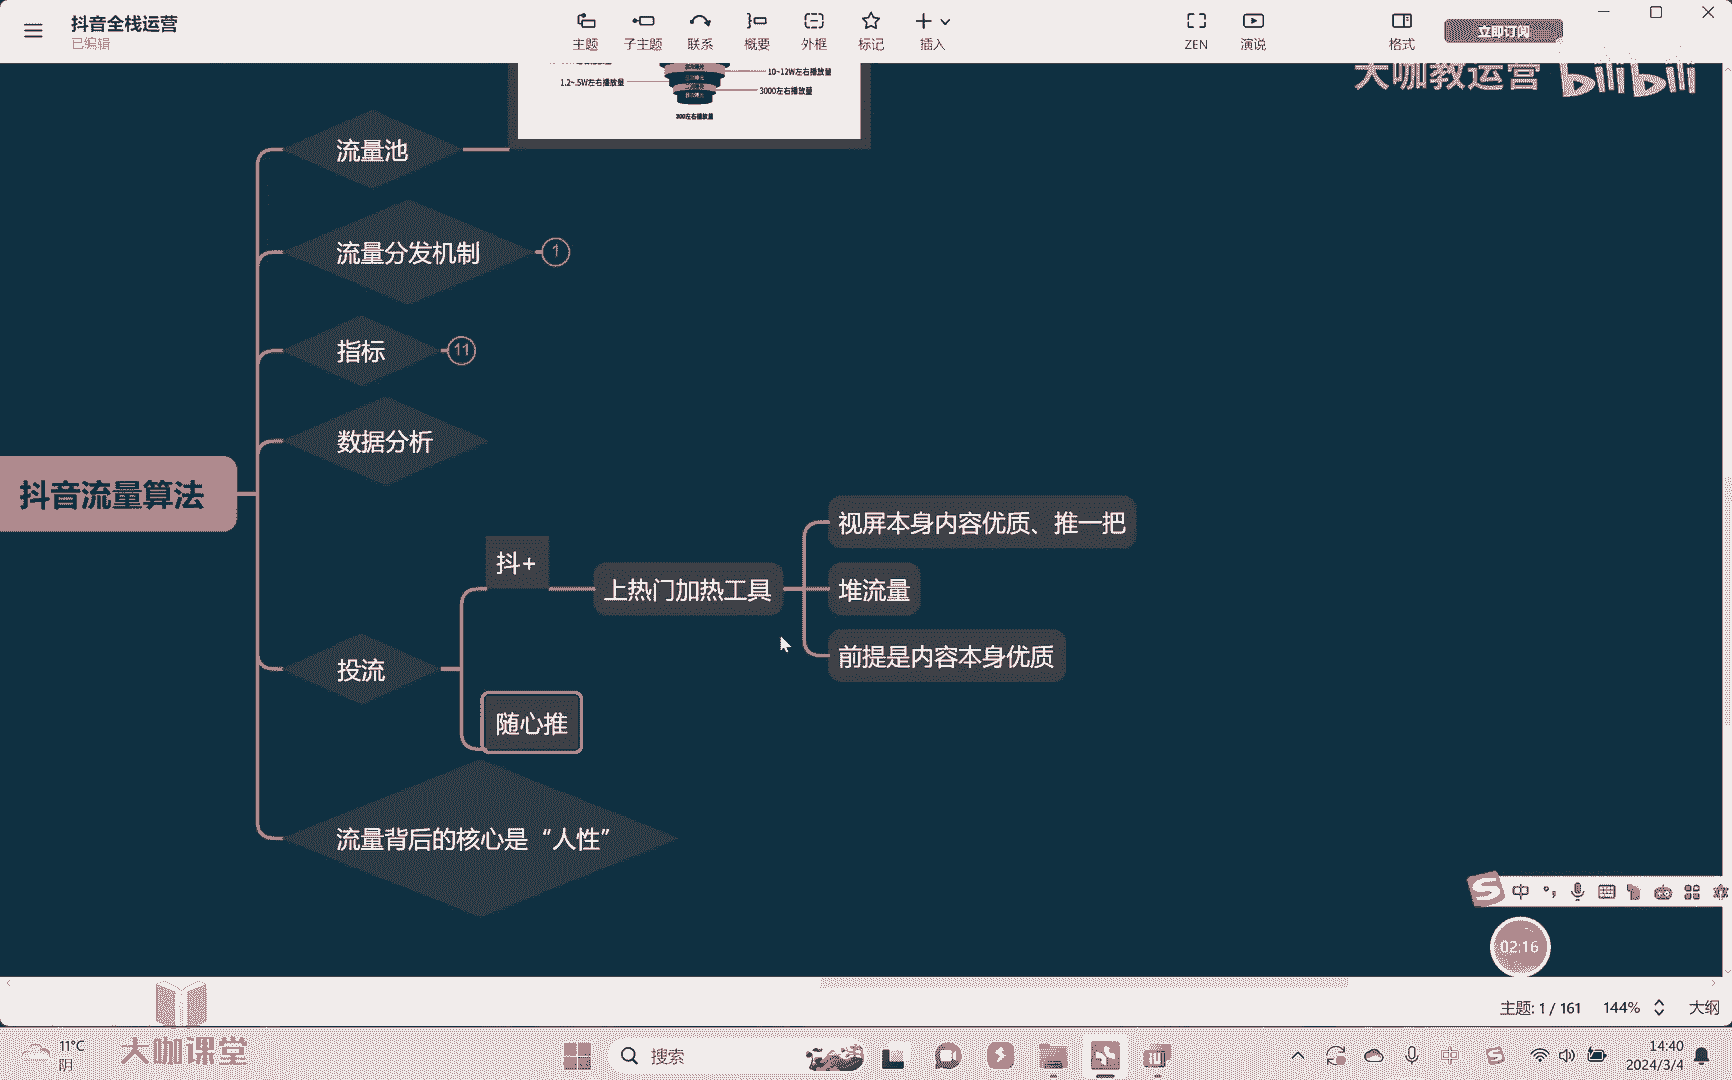 抖音全栈运营
已编辑
主题
子主题
联系
概要
外框
标记
插入
ZEN
演说
格式
立即订阅
大咖教运营 bilibili
10~12W左右播放量
1.2~.5W左右播放量
3000左右播放量
300左右播放量
流量池
流量分发机制
1
指标
11
数据分析
抖音流量算法
视屏本身内容优质、推一把
抖+
上热门加热工具
堆流量
前提是内容本身优质
投流
随心推
流量背后的核心是“人性”
中
02:16
主题: 1 / 161
144%
大纲
大咖课堂
11°C
阴
搜索
中
14:40
2024/3/4